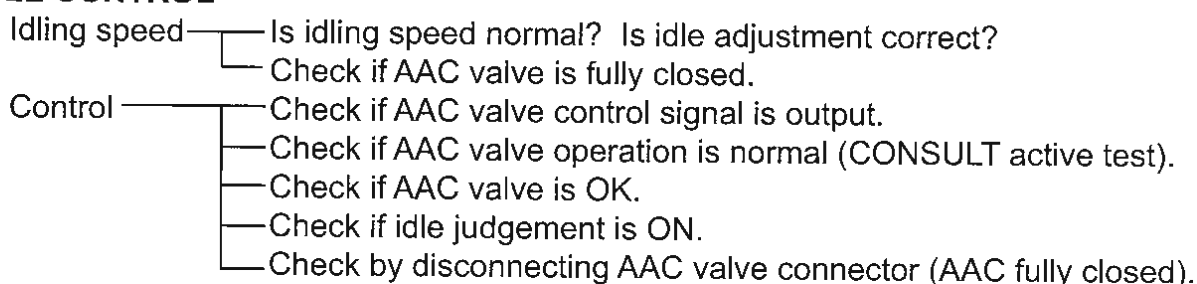 Idling speed Is idling speed normal? Is idle adjustment correct?
Check if AAC valve is fully closed.
Control Check if AAC valve control signal is output.
Check if AAC valve operation is normal (CONSULT active test).
Check if AAC valve is OK.
Check if idle judgement is ON.
Check by disconnecting AAC valve connector (AAC fully closed).